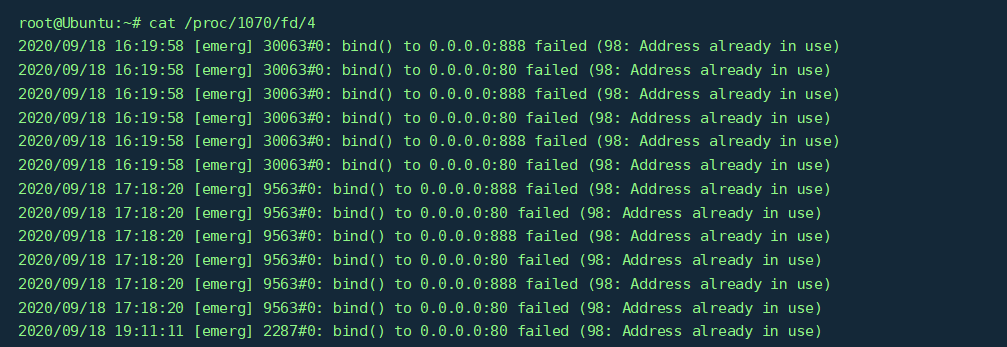 root@Ubuntu:~# cat /proc/1070/fd/4
2020/09/18 16:19:58 [emerg] 30063#0: bind() to 0.0.0.0:888 failed (98: Address already in use)
2020/09/18 16:19:58 [emerg] 30063#0: bind() to 0.0.0.0:80 failed (98: Address already in use)
2020/09/18 16:19:58 [emerg] 30063#0: bind() to 0.0.0.0:888 failed (98: Address already in use)
2020/09/18 16:19:58 [emerg] 30063#0: bind() to 0.0.0.0:80 failed (98: Address already in use)
2020/09/18 16:19:58 [emerg] 30063#0: bind() to 0.0.0.0:888 failed (98: Address already in use)
2020/09/18 16:19:58 [emerg] 30063#0: bind() to 0.0.0.0:80 failed (98: Address already in use)
2020/09/18 17:18:20 [emerg] 9563#0: bind() to 0.0.0.0:888 failed (98: Address already in use)
2020/09/18 17:18:20 [emerg] 9563#0: bind() to 0.0.0.0:80 failed (98: Address already in use)
2020/09/18 17:18:20 [emerg] 9563#0: bind() to 0.0.0.0:888 failed (98: Address already in use)
2020/09/18 17:18:20 [emerg] 9563#0: bind() to 0.0.0.0:80 failed (98: Address already in use)
2020/09/18 17:18:20 [emerg] 9563#0: bind() to 0.0.0.0:888 failed (98: Address already in use)
2020/09/18 17:18:20 [emerg] 9563#0: bind() to 0.0.0.0:80 failed (98: Address already in use)
2020/09/18 19:11:11 [emerg] 2287#0: bind() to 0.0.0.0:80 failed (98: Address already in use)